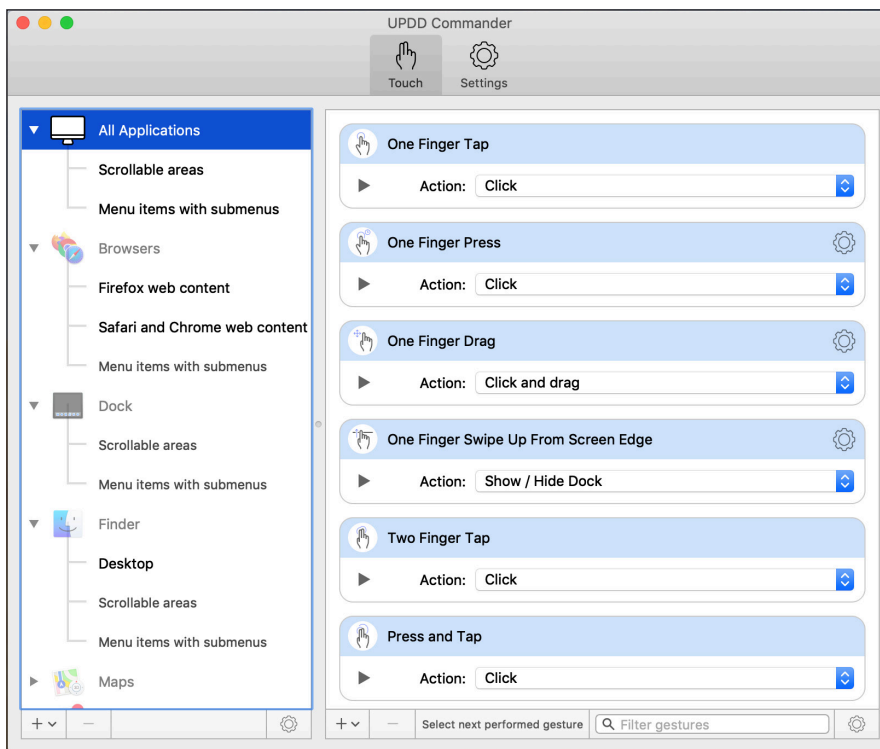 UPDD Commander
Touch
Settings
All Applications
Scrollable areas
Menu items with submenus
Browsers
Firefox web content
Safari and Chrome web content
Menu items with submenus
Dock
Scrollable areas
Menu items with submenus
Finder
Desktop
Scrollable areas
Menu items with submenus
Maps
One Finger Tap
Action: Click
One Finger Press
Action: Click
One Finger Drag
Action: Click and drag
One Finger Swipe Up From Screen Edge
Action: Show / Hide Dock
Two Finger Tap
Action: Click
Press and Tap
Action: Click
Select next performed gesture
Filter gestures